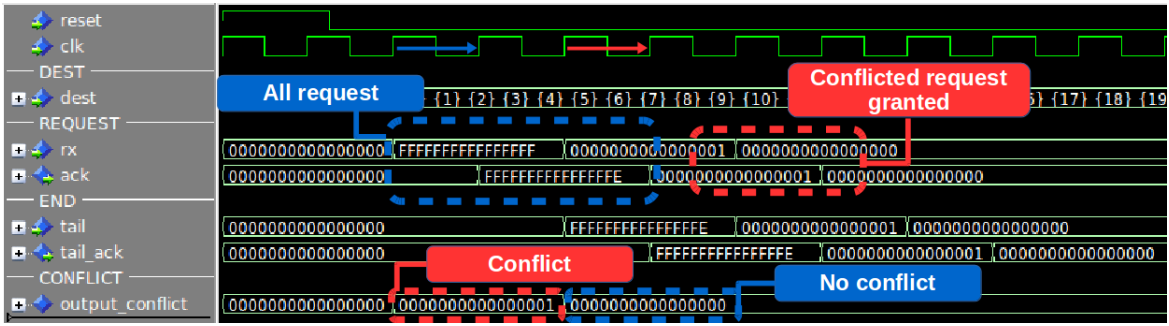 reset
clk
DEST
dest
All request
{1} {2} {3} {4} {5} {6} {7} {8} {9} {10}
Conflicted request
granted
} {17} {18} {19
REQUEST
rx
0000000000000000 FFFFFFFFFFFFFFFF 0000000000000001 0000000000000000
ack
0000000000000000 FFFFFFFFFFFFFFFE 0000000000000001 0000000000000000
END
tail
0000000000000000 FFFFFFFFFFFFFFFE 0000000000000001 0000000000000000
tail_ack
0000000000000000 FFFFFFFFFFFFFFFE 0000000000000001 0000000000000000
CONFLICT
Conflict
No conflict
output_conflict
0000000000000000 0000000000000001 0000000000000000